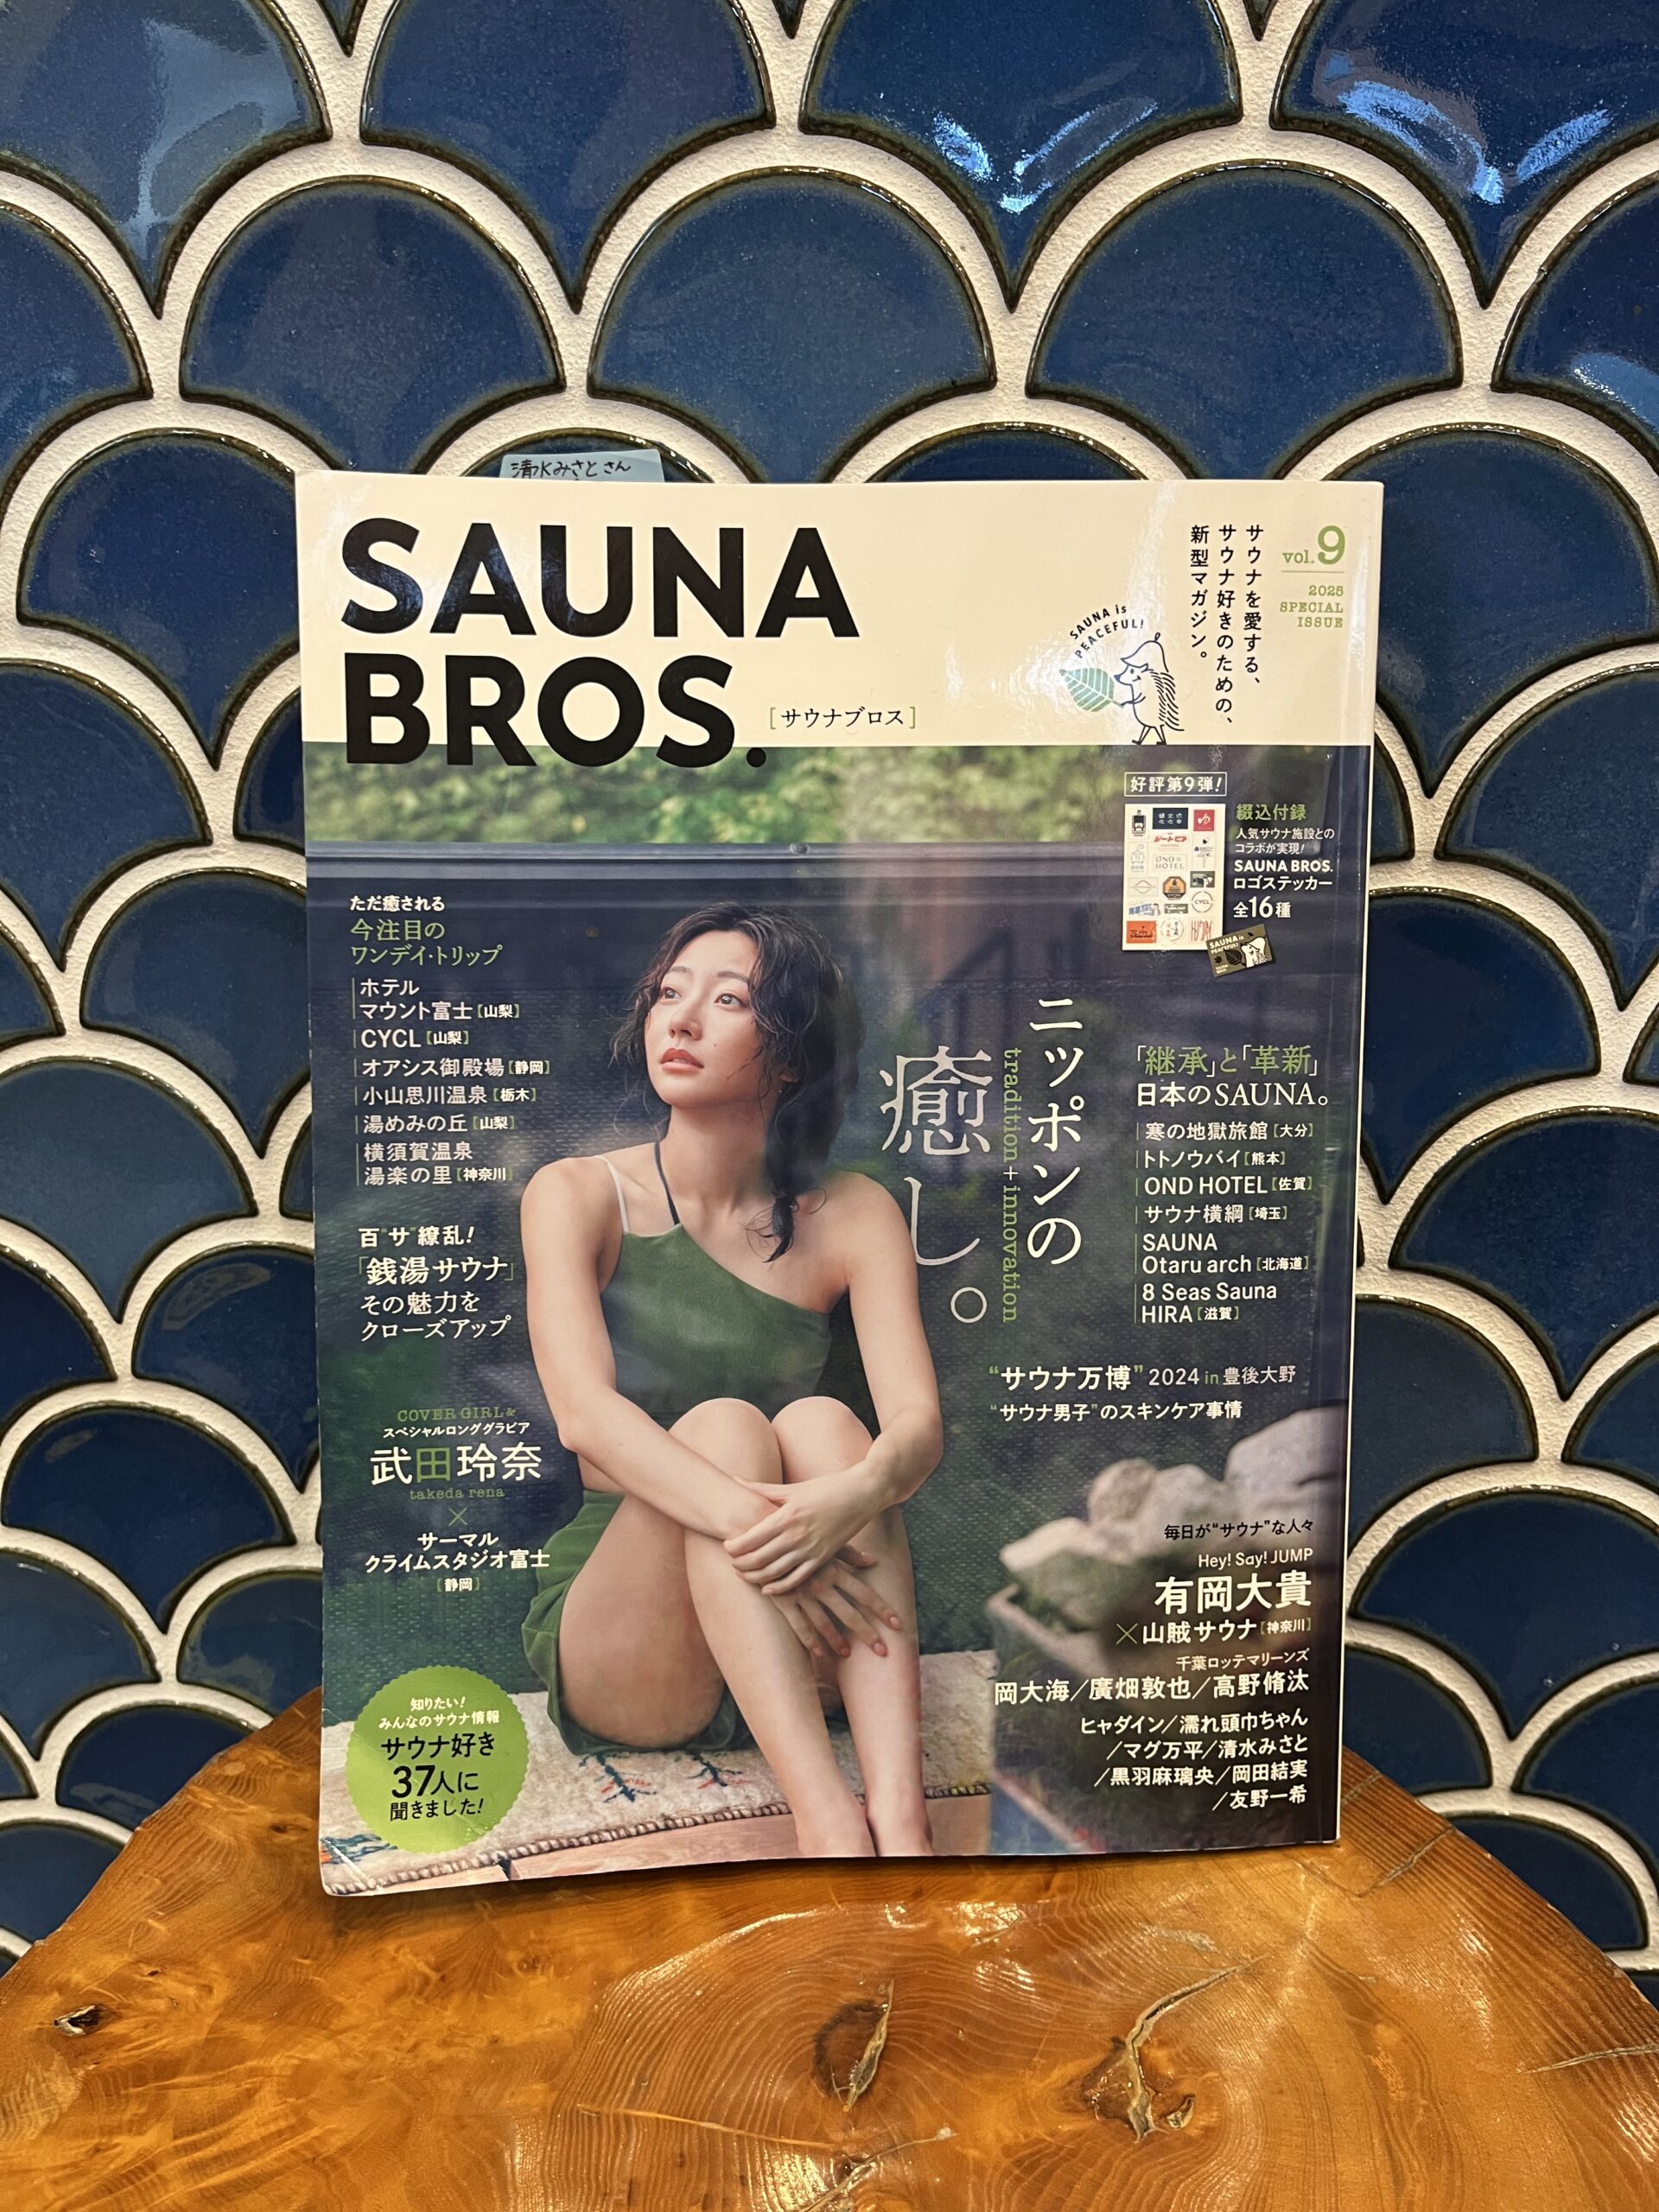 清水みさとさん
SAUNA
BROS.
[サウナブロス]
SAUNA is
PEACEFUL!
サウナを愛する、
サウナ好きのための、
新型マガジン。
vol.9
2025
SPECIAL
ISSUE
好評第9弾!
綴込付録
人気サウナ施設との
コラボが実現!
SAUNA BROS.
ロゴステッカー
全16種
ONO
HOTEL
CYCL
SAUNA is
ただ癒される
今注目の
ワンデイ・トリップ
ホテル
マウント富士[山梨]
CYCL[山梨]
オアシス御殿場[静岡]
小山思川温泉[栃木]
湯めみの丘[山梨]
横須賀温泉
湯楽の里[神奈川]
百"サ"繚乱!
「銭湯サウナ」
その魅力を
クローズアップ
COVER GIRL&
スペシャルロンググラビア
武田玲奈
takeda rena
×
サーマル
クライムスタジオ富士
[静岡]
知りたい!
みんなのサウナ情報
サウナ好き
37人に
聞きました!
ニッポンの
tradition+innovation
癒し。
「継承」と「革新」
日本のSAUNA。
寒の地獄旅館[大分]
トトノウバイ[熊本]
OND HOTEL[佐賀]
サウナ横綱[埼玉]
SAUNA
Otaru arch[北海道]
8 Seas Sauna
HIRA[滋賀]
"サウナ万博"2024 in 豊後大野
"サウナ男子"のスキンケア事情
毎日が"サウナ"な人々
Hey! Say! JUMP
有岡大貴
×山賊サウナ[神奈川]
千葉ロッテマリーンズ
岡大海/廣畑敦也/高野脩汰
ヒャダイン/濡れ頭巾ちゃん
/マグ万平/清水みさと
/黒羽麻璃央/岡田結実
/友野一希